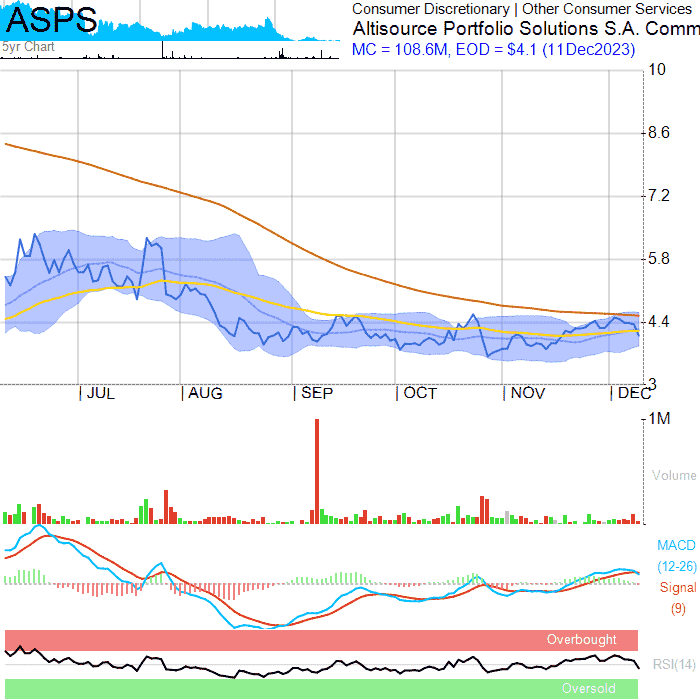 ASPS
5yr Chart
Consumer Discretionary | Other Consumer Services
Altisource Portfolio Solutions S.A. Comm
MC = 108.6M, EOD = $4.1 (11Dec2023)
10
8.6
7.2
5.8
4.4
3
| JUL | AUG | SEP | OCT | NOV | DEC
1M
Volume
MACD
(12-26)
Signal
(9)
Overbought
RSI(14)
Oversold